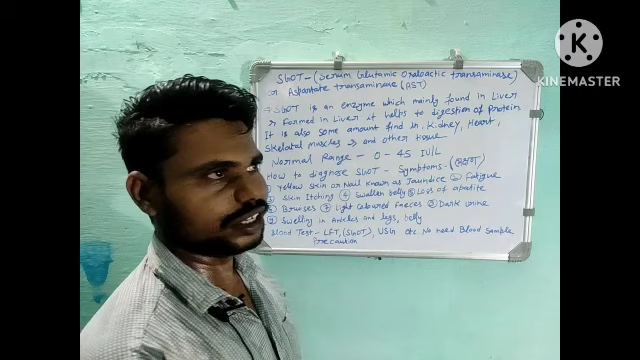 SGOT - (Serum Glutamic Oxaloactic transaminase)
or Aspartate transaminase (AST)
→ SGOT is an enzyme which mainly found in Liver
& Formed in Liver it helps to digestion of Protein
It is also some amount find in, Kidney, Heart,
Skelatal Muscles and other tissue
Normal Range - 0 - 45 IU/L
How to diagnose SGOT - Symptoms - (लक्षण)
① Yellow Skin or Nail known as Jaundice ② Fatigue
③ Skin Itching ④ Swallen belly ⑤ Loss of apatite
⑥ Bruises ⑦ Light Coloured Faeces ⑧ Dark urine
⑨ Swelling in Ankles and legs, belly
Blood Test - LFT, (SGOT), USG etc. No need Blood Sample
Precaution
K
KINEMASTER